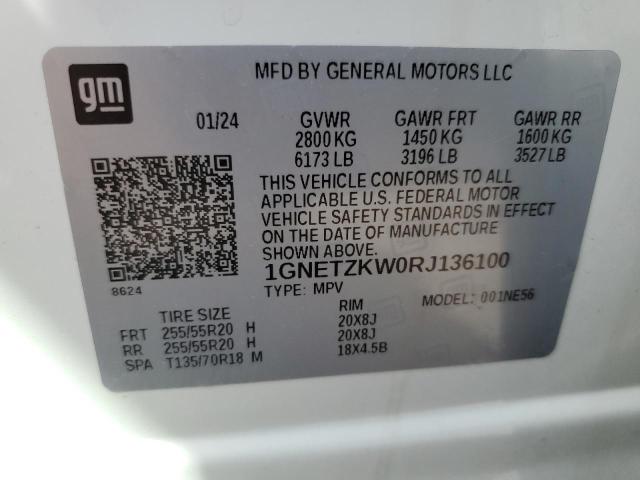 gm
MFD BY GENERAL MOTORS LLC
01/24 GVWR GAWR FRT GAWR RR
2800 KG 1450 KG 1600 KG
6173 LB 3196 LB 3527 LB
THIS VEHICLE CONFORMS TO ALL
APPLICABLE U.S. FEDERAL MOTOR
VEHICLE SAFETY STANDARDS IN EFFECT
ON THE DATE OF MANUFACTURE
SHOWN ABOVE.
1GNETZKW0RJ136100
8624
TYPE: MPV MODEL: 001NE56
TIRE SIZE RIM
FRT 255/55R20 H 20X8J
RR 255/55R20 H 20X8J
SPA T135/70R18 M 18X4.5B